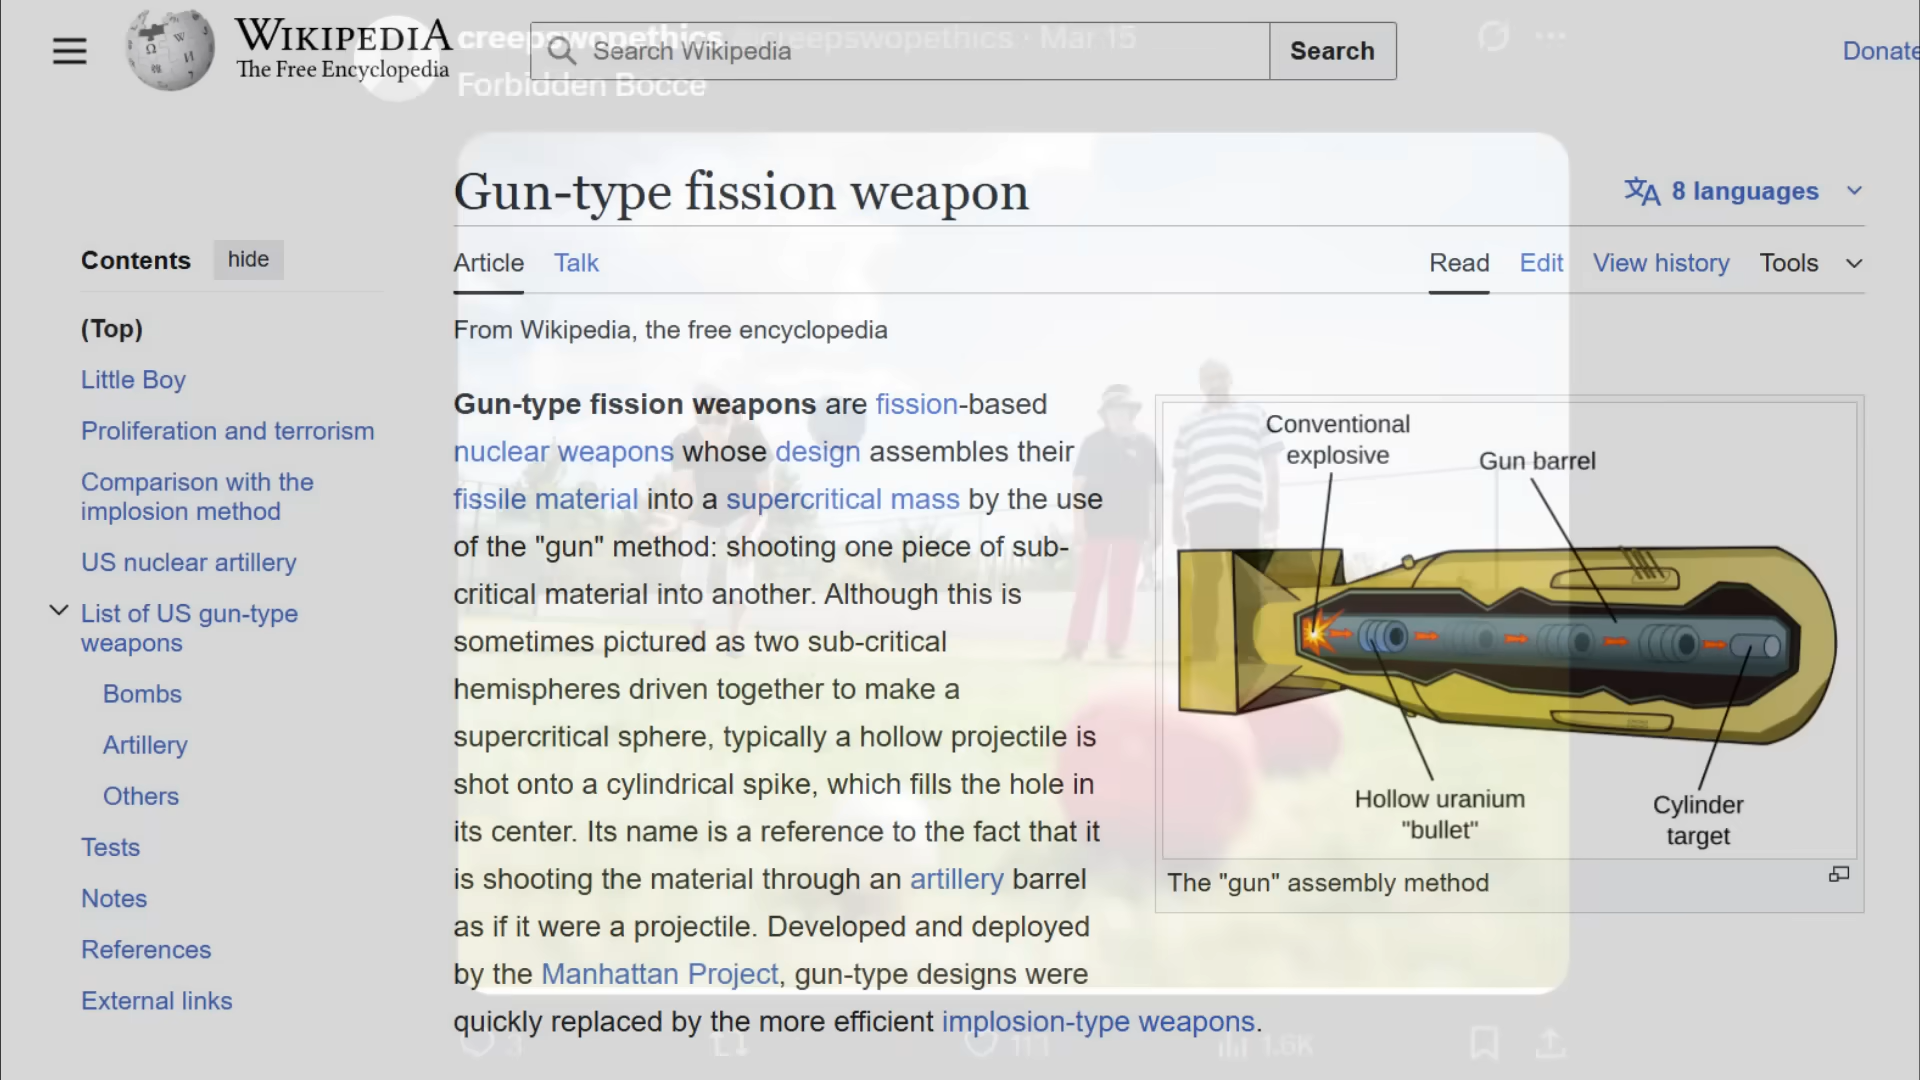 WIKIPEDIA
The Free Encyclopedia
Search Wikipedia
Search
Donate
creepswopethics @creepswopethics · Mar 15
Forbidden Bocce
Gun-type fission weapon
8 languages
Contents hide
Article Talk
Read Edit View history Tools
(Top)
Little Boy
Proliferation and terrorism
Comparison with the
implosion method
US nuclear artillery
List of US gun-type
weapons
Bombs
Artillery
Others
Tests
Notes
References
External links
From Wikipedia, the free encyclopedia
Gun-type fission weapons are fission-based
nuclear weapons whose design assembles their
fissile material into a supercritical mass by the use
of the "gun" method: shooting one piece of sub-
critical material into another. Although this is
sometimes pictured as two sub-critical
hemispheres driven together to make a
supercritical sphere, typically a hollow projectile is
shot onto a cylindrical spike, which fills the hole in
its center. Its name is a reference to the fact that it
is shooting the material through an artillery barrel
as if it were a projectile. Developed and deployed
by the Manhattan Project, gun-type designs were
quickly replaced by the more efficient implosion-type weapons.
Conventional
explosive
Gun barrel
Hollow uranium
"bullet"
Cylinder
target
The "gun" assembly method
3
1.6K